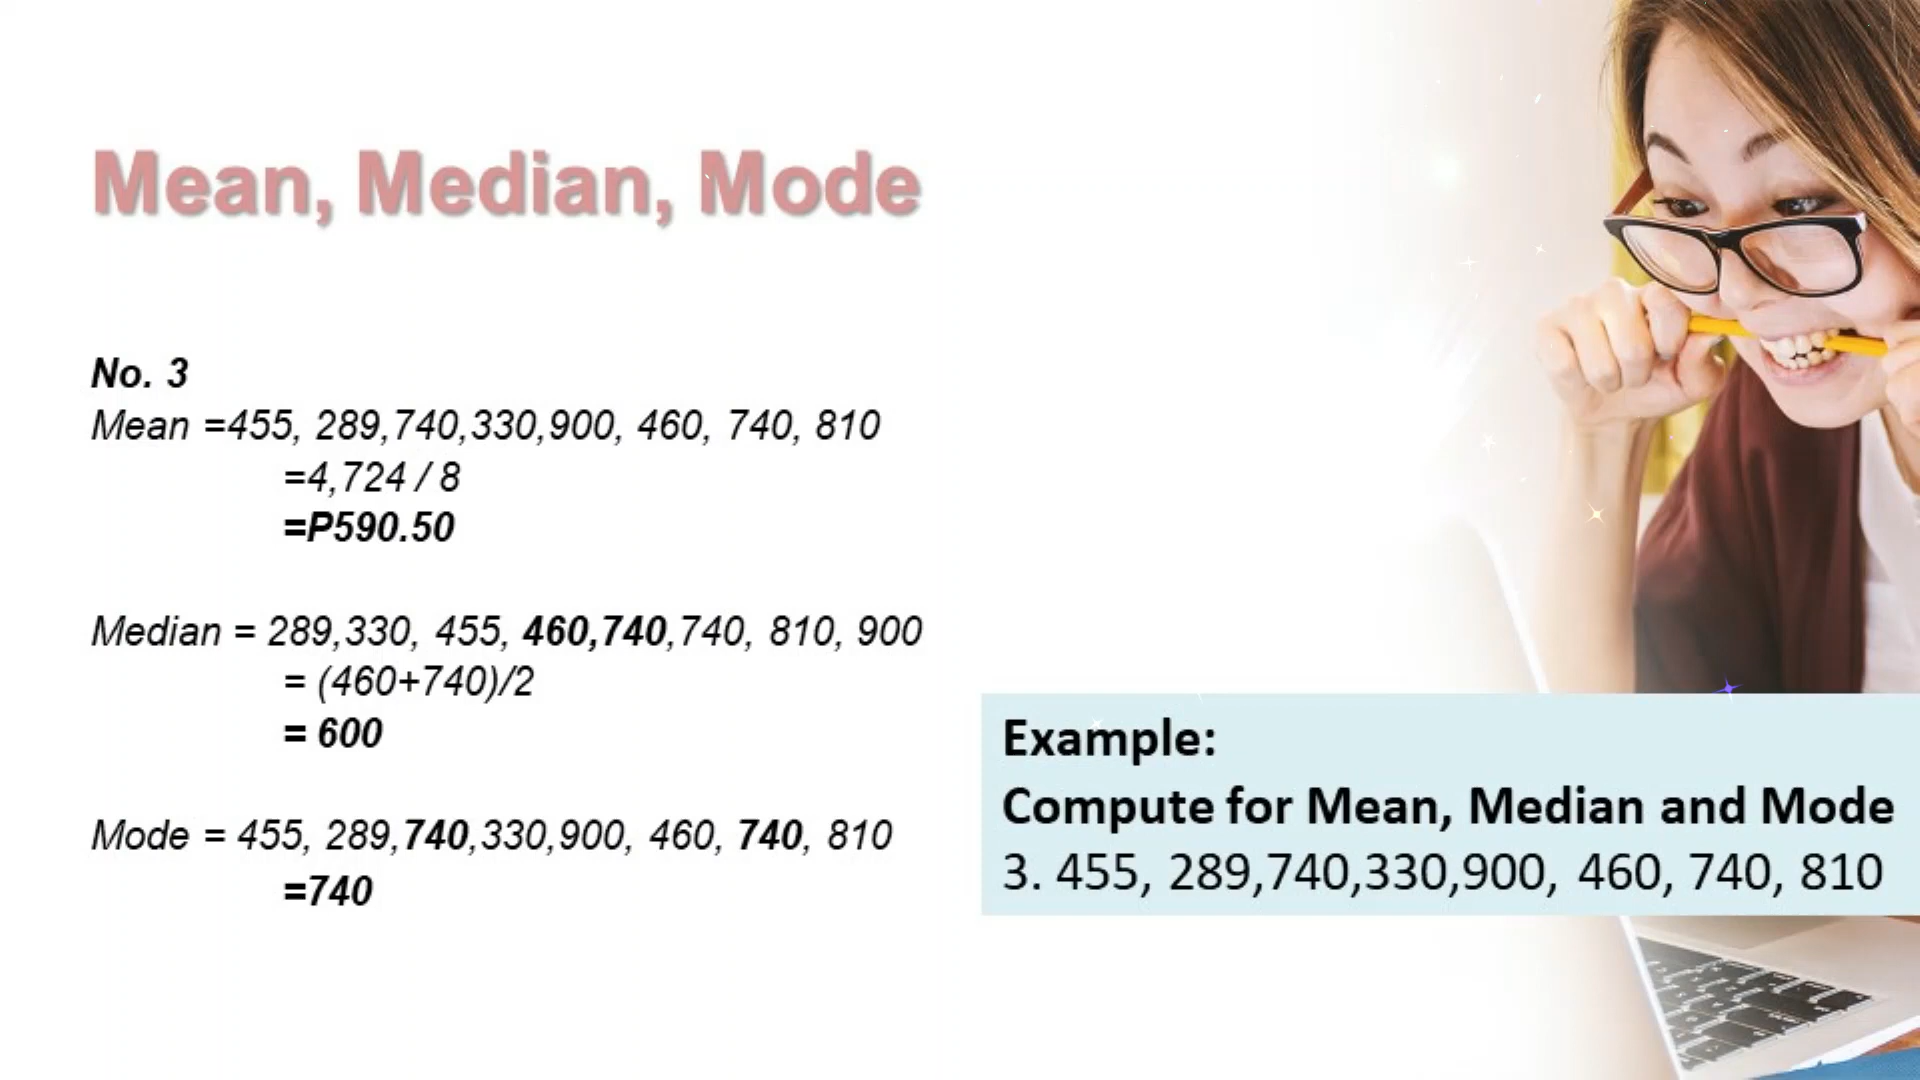 Mean, Median, Mode
No. 3
Mean =455, 289,740,330,900, 460, 740, 810
=4,724 / 8
=P590.50
Median = 289,330, 455, 460,740,740, 810, 900
= (460+740)/2
= 600
Mode = 455, 289,740,330,900, 460, 740, 810
=740
Example:
Compute for Mean, Median and Mode
3. 455, 289,740,330,900, 460, 740, 810